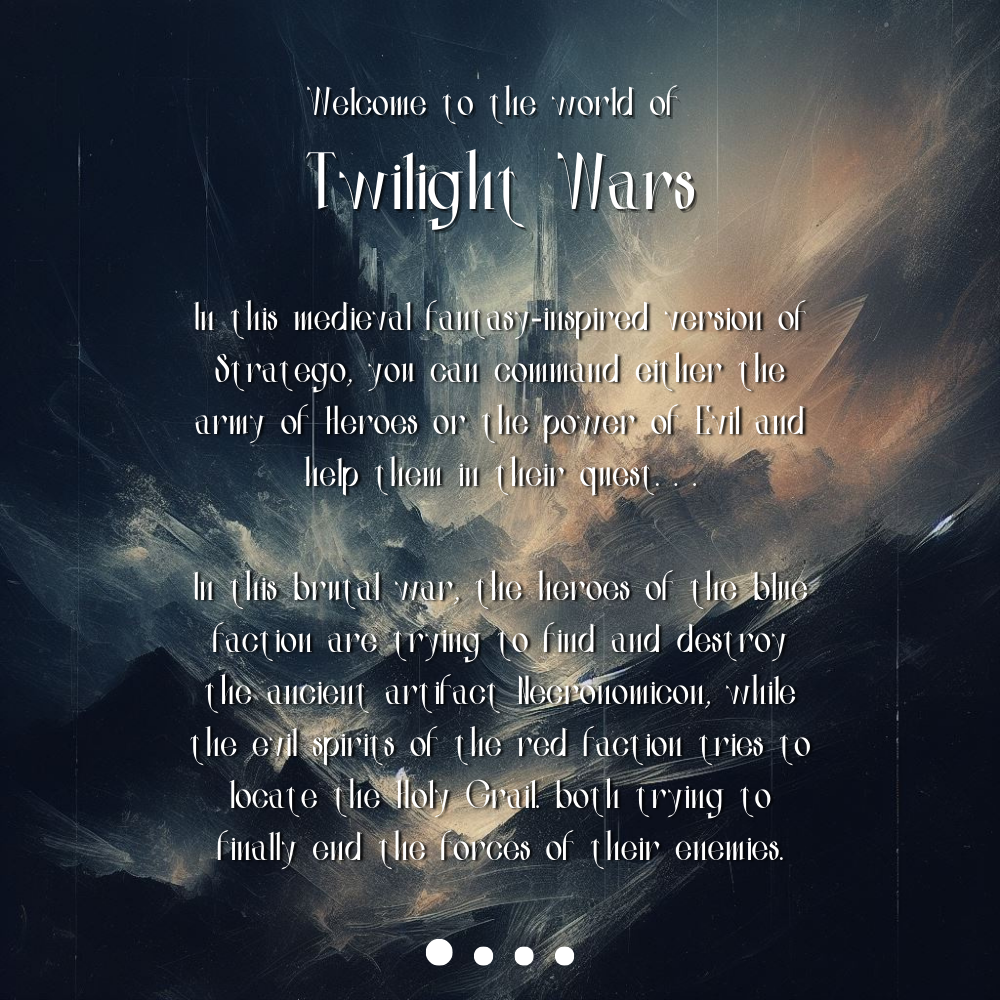 Welcome to the world of
Twilight Wars
In this medieval fantasy-inspired version of
Stratego, you can command either the
army of Heroes or the power of Evil and
help them in their quest. . .
In this brutal war, the heroes of the blue
faction are trying to find and destroy
the ancient artifact Necronomicon, while
the evil spirits of the red faction tries to
locate the Holy Grail. both trying to
finally end the forces of their enemies.